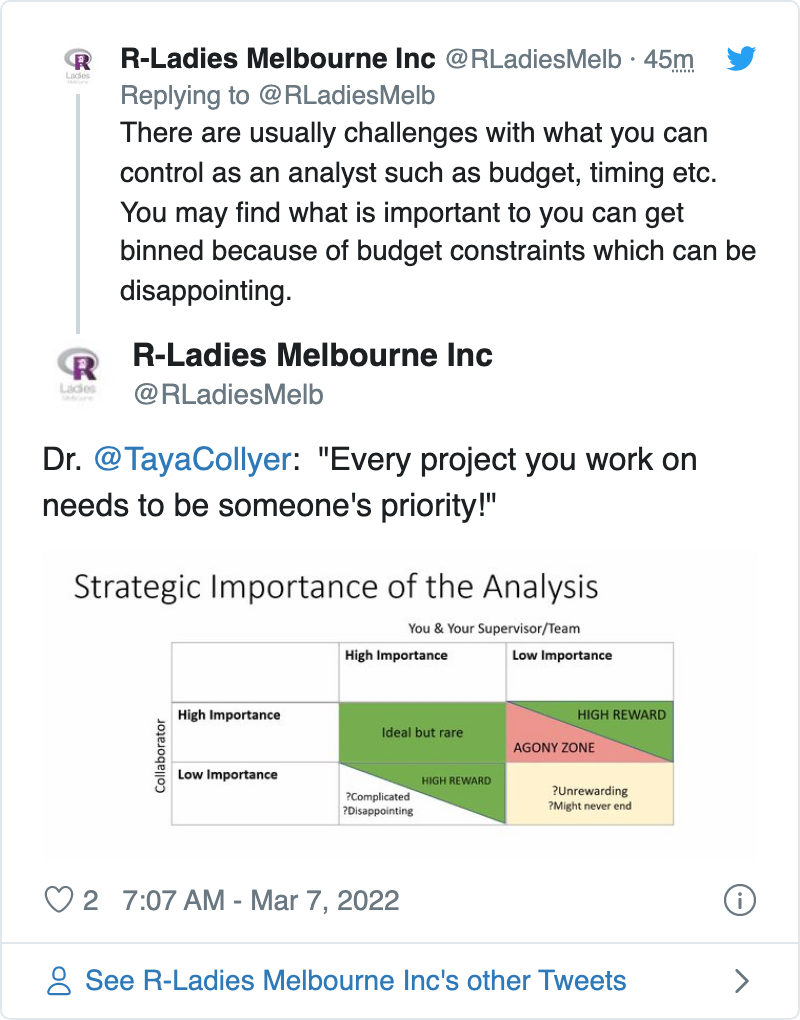 R-Ladies Melbourne Inc @RLadiesMelb · 45m
Replying to @RLadiesMelb
There are usually challenges with what you can
control as an analyst such as budget, timing etc.
You may find what is important to you can get
binned because of budget constraints which can be
disappointing.
R
Ladies
R-Ladies Melbourne Inc
@RLadiesMelb
R
Ladies
Dr. @TayaCollyer:  "Every project you work on
needs to be someone's priority!"
Strategic Importance of the Analysis
You & Your Supervisor/Team
High Importance
Low Importance
Collaborator
High Importance
Ideal but rare
HIGH REWARD
AGONY ZONE
Low Importance
HIGH REWARD
?Complicated
?Disappointing
?Unrewarding
?Might never end
2 7:07 AM - Mar 7, 2022
See R-Ladies Melbourne Inc's other Tweets